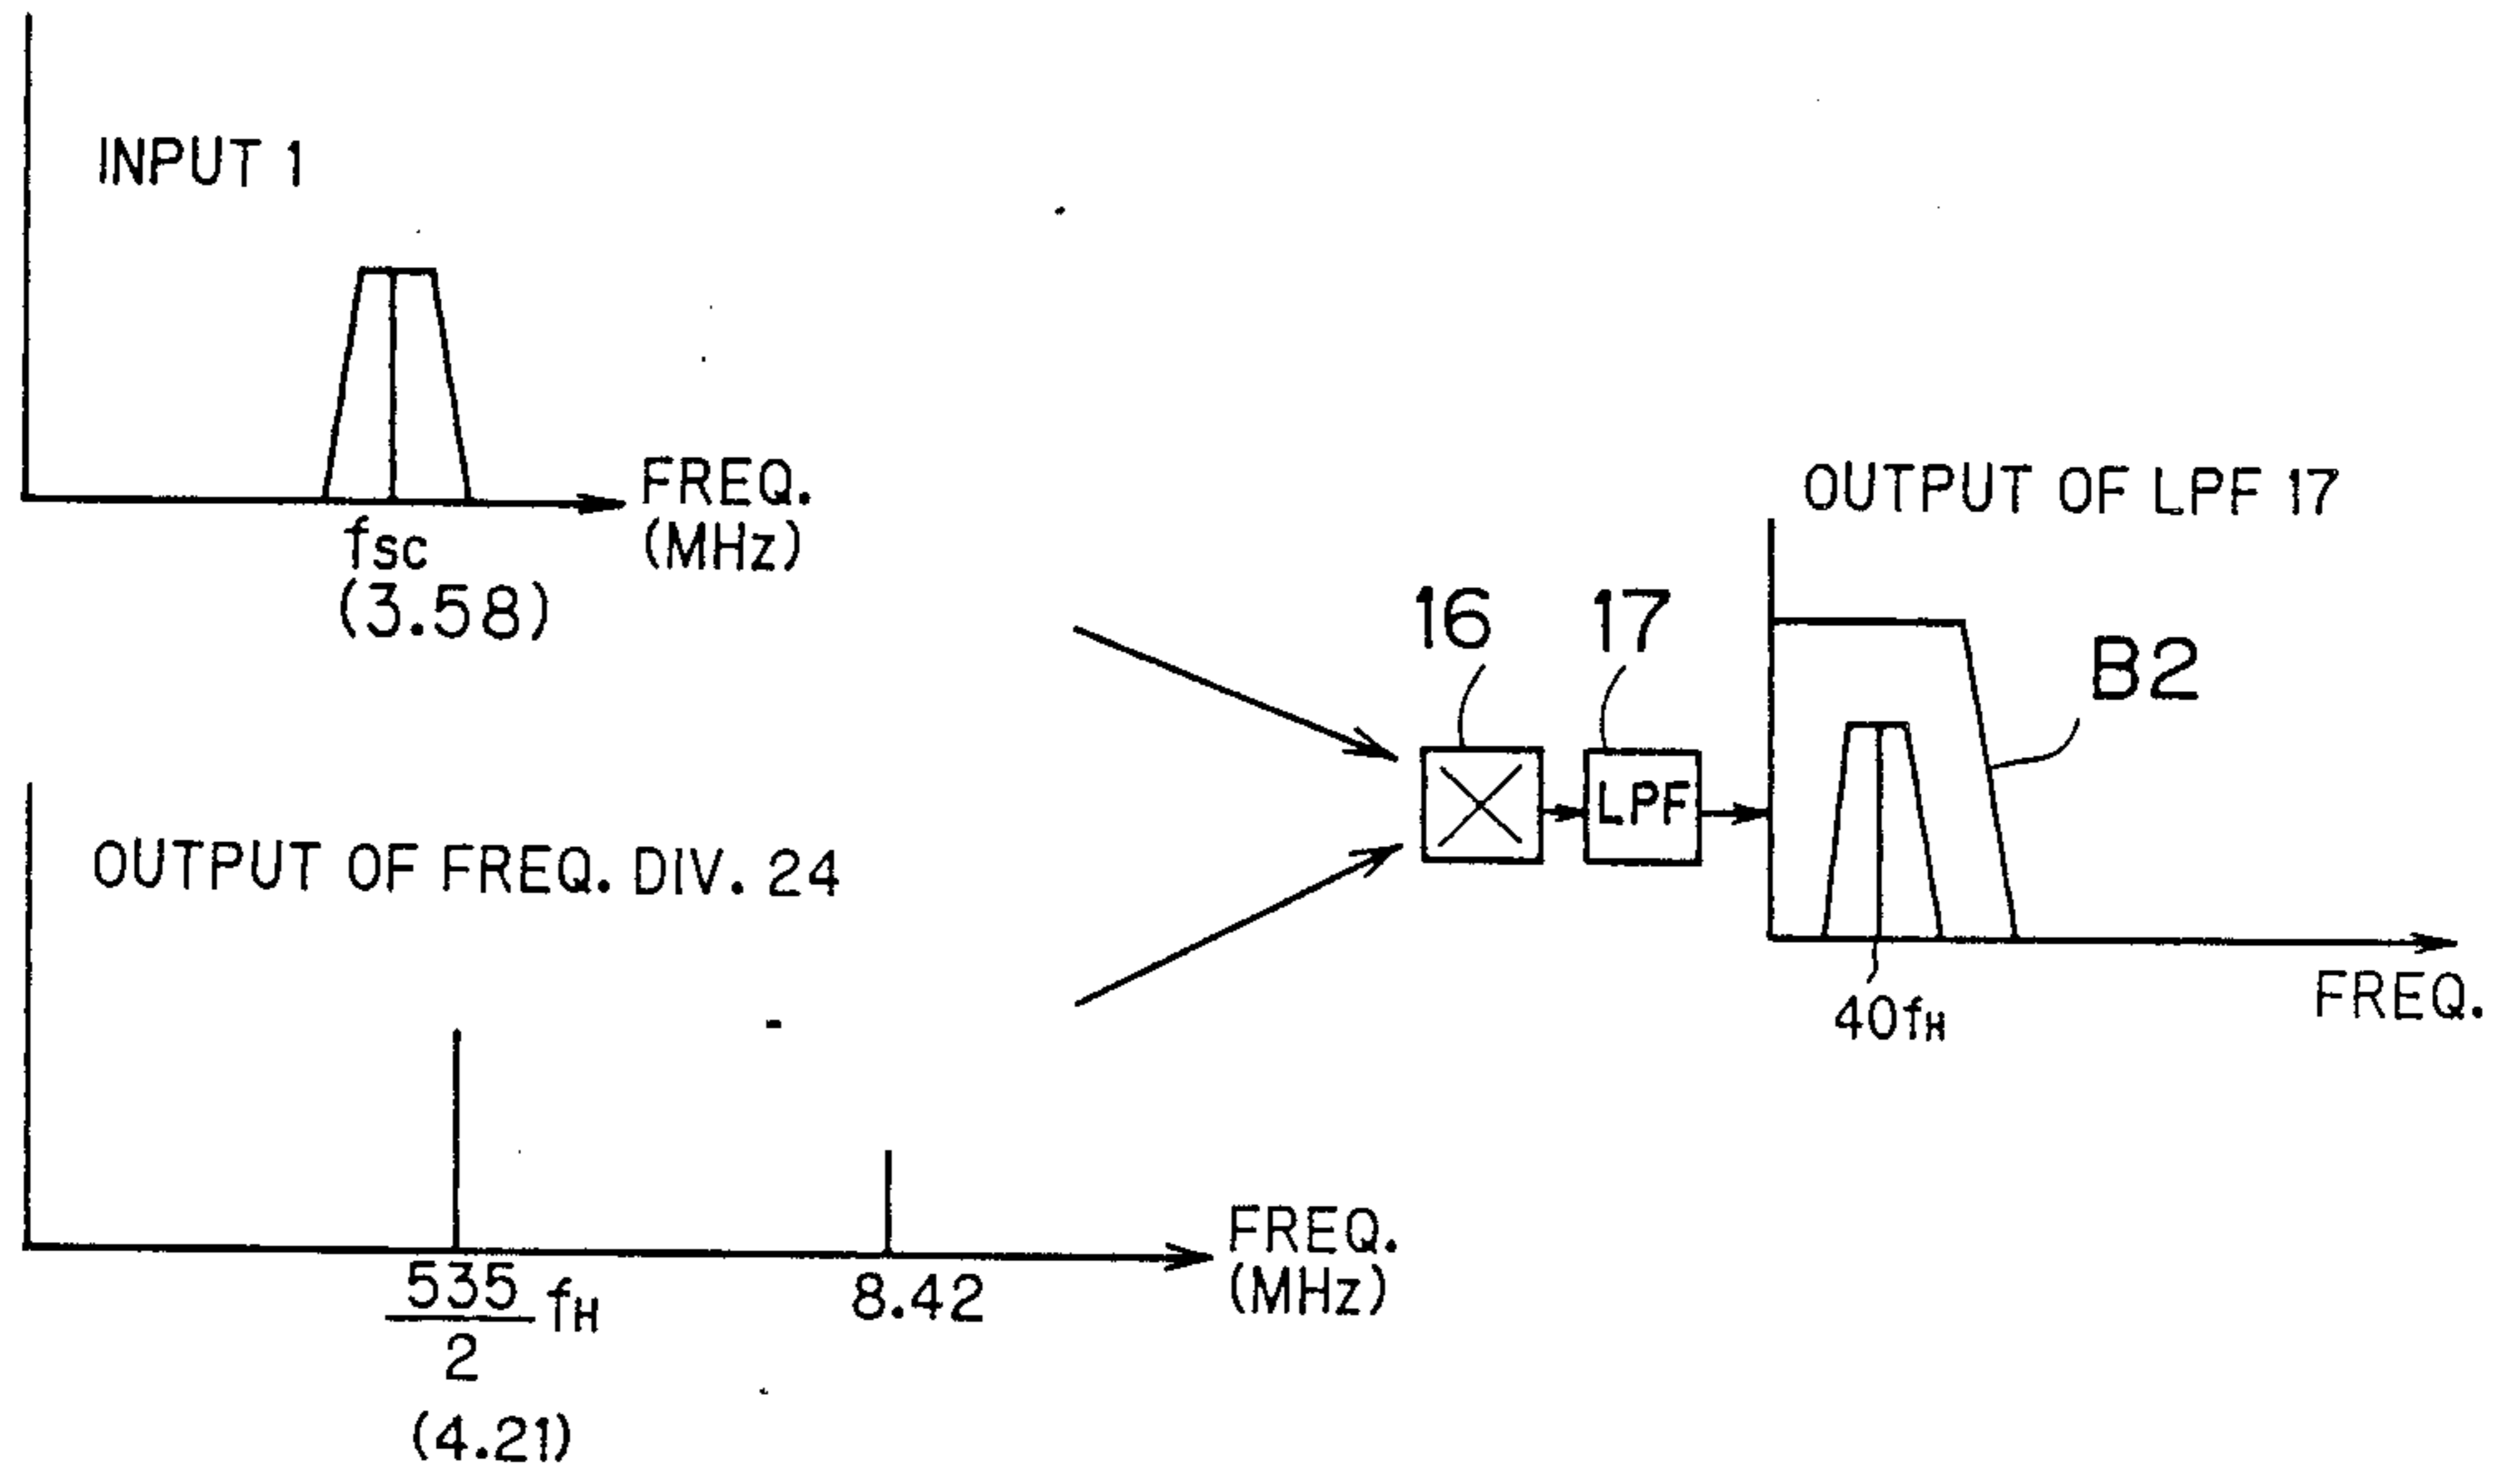 INPUT 1
FREQ.
(MHz)
fsc
(3.58)
OUTPUT OF LPF 17
16
17
B2
LPF
40fH
FREQ.
OUTPUT OF FREQ. DIV. 24
535
2
fH
(4.21)
8.42
FREQ.
(MHz)